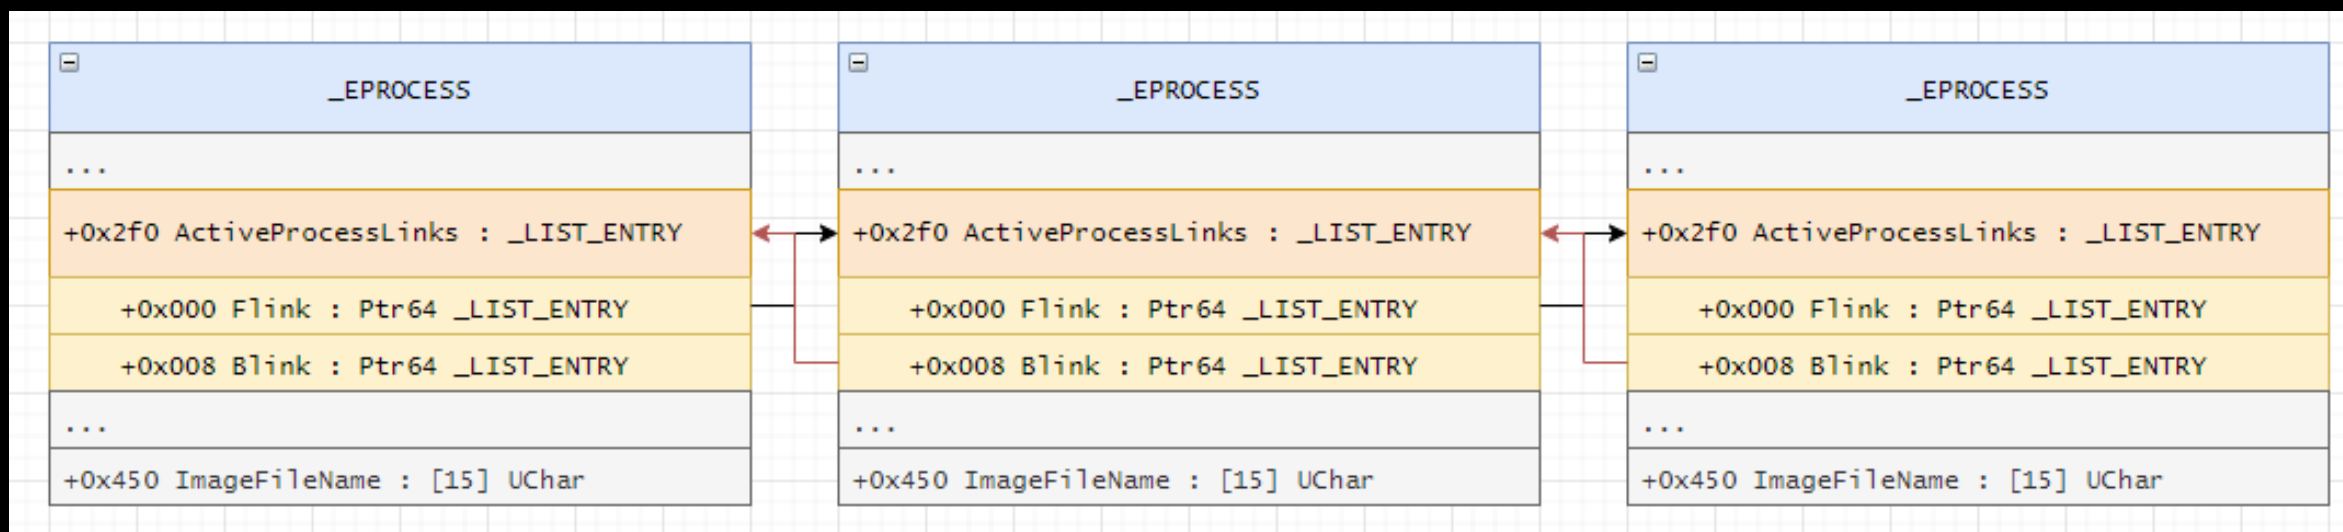 _EPROCESS
...
+0x2f0 ActiveProcessLinks : _LIST_ENTRY
+0x000 Flink : Ptr64 _LIST_ENTRY
+0x008 Blink : Ptr64 _LIST_ENTRY
...
+0x450 ImageFileName : [15] UChar
_EPROCESS
...
+0x2f0 ActiveProcessLinks : _LIST_ENTRY
+0x000 Flink : Ptr64 _LIST_ENTRY
+0x008 Blink : Ptr64 _LIST_ENTRY
...
+0x450 ImageFileName : [15] UChar
_EPROCESS
...
+0x2f0 ActiveProcessLinks : _LIST_ENTRY
+0x000 Flink : Ptr64 _LIST_ENTRY
+0x008 Blink : Ptr64 _LIST_ENTRY
...
+0x450 ImageFileName : [15] UChar